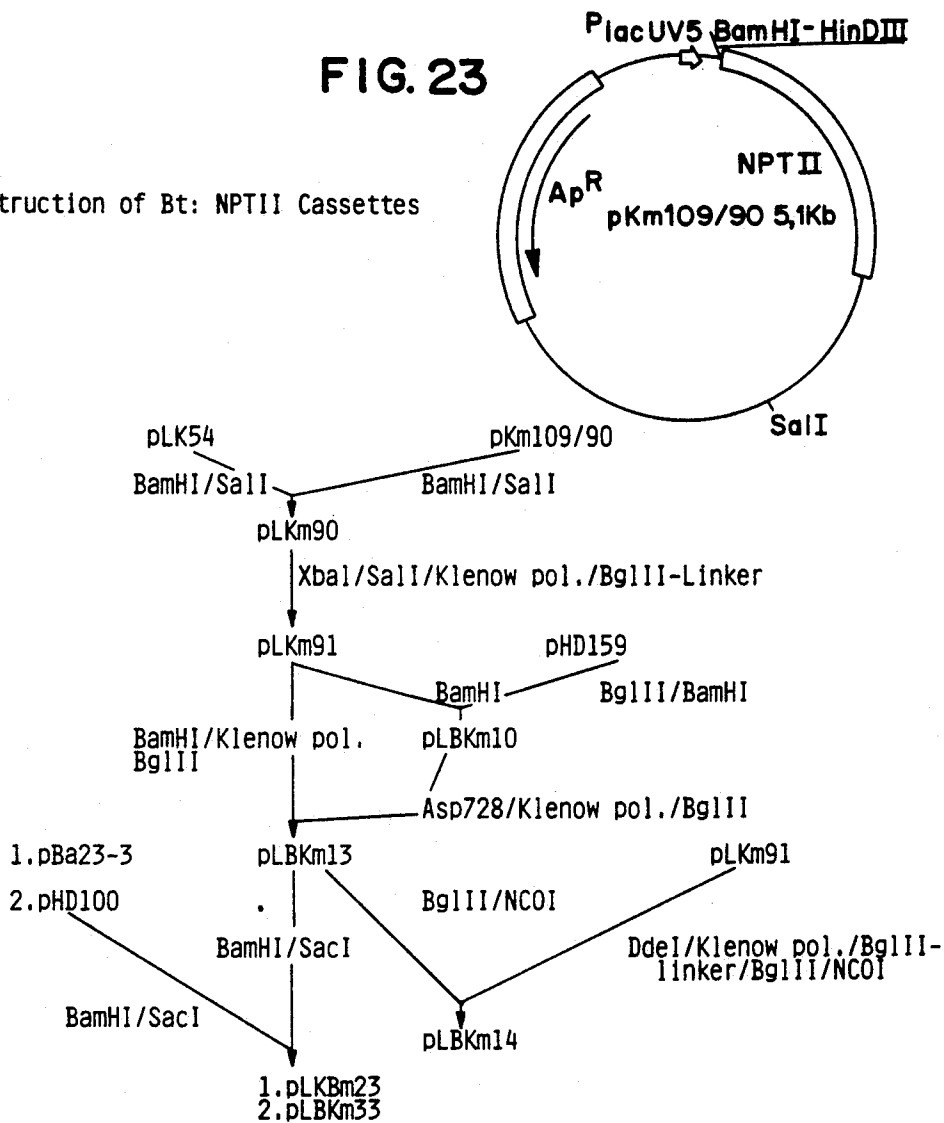 FIG. 23
PlacUV5 BamHI-HinDIII
NPTII
ApR
pKm109/90 5,1Kb
SalI
truction of Bt: NPTII Cassettes
pLK54
pKm109/90
BamHI/SalI
BamHI/SalI
pLKm90
Xbal/SalI/Klenow pol./BglII-Linker
pLKm91
pHD159
BamHI
BglII/BamHI
BamHI/Klenow pol.
BglII
pLBKm10
Asp728/Klenow pol./BglII
1.pBa23-3
pLBKm13
pLKm91
2.pHD100
BglII/NCOI
BamHI/SacI
DdeI/Klenow pol./BglII-
linker/BglII/NCOI
BamHI/SacI
pLBKm14
1.pLKBm23
2.pLBKm33